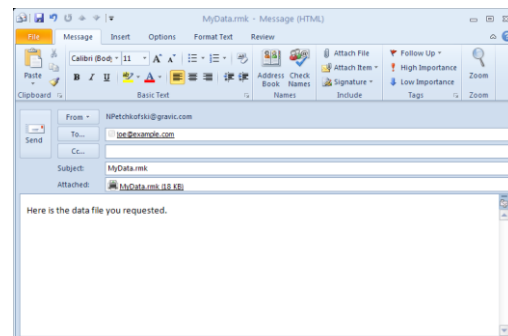 MyData.rmk - Message (HTML)
File Message Insert Options Format Text Review
Paste
Calibri (Body 11
B I U
Address Book
Check Names
Attach File
Attach Item
Signature
Follow Up
High Importance
Low Importance
Zoom
Clipboard Basic Text Names Include Tags Zoom
Send
From NPetchkofski@gravic.com
To... joe@example.com
Cc...
Subject: MyData.rmk
Attached: MyData.rmk (18 KB)
Here is the data file you requested.